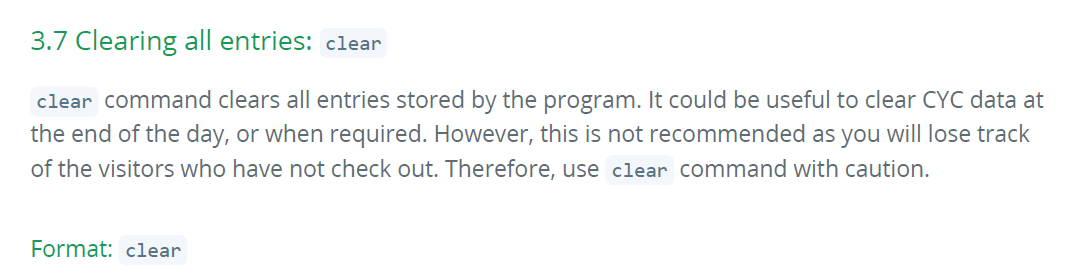 3.7 Clearing all entries: clear
clear command clears all entries stored by the program. It could be useful to clear CYC data at
the end of the day, or when required. However, this is not recommended as you will lose track
of the visitors who have not check out. Therefore, use clear command with caution.
Format: clear